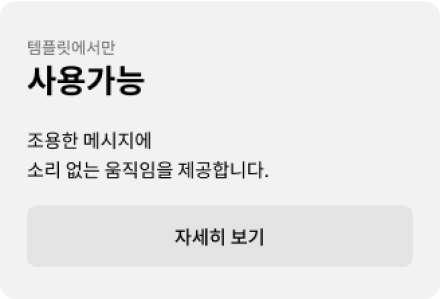 템플릿에서만
사용가능
조용한 메시지에
소리 없는 움직임을 제공합니다.
자세히 보기